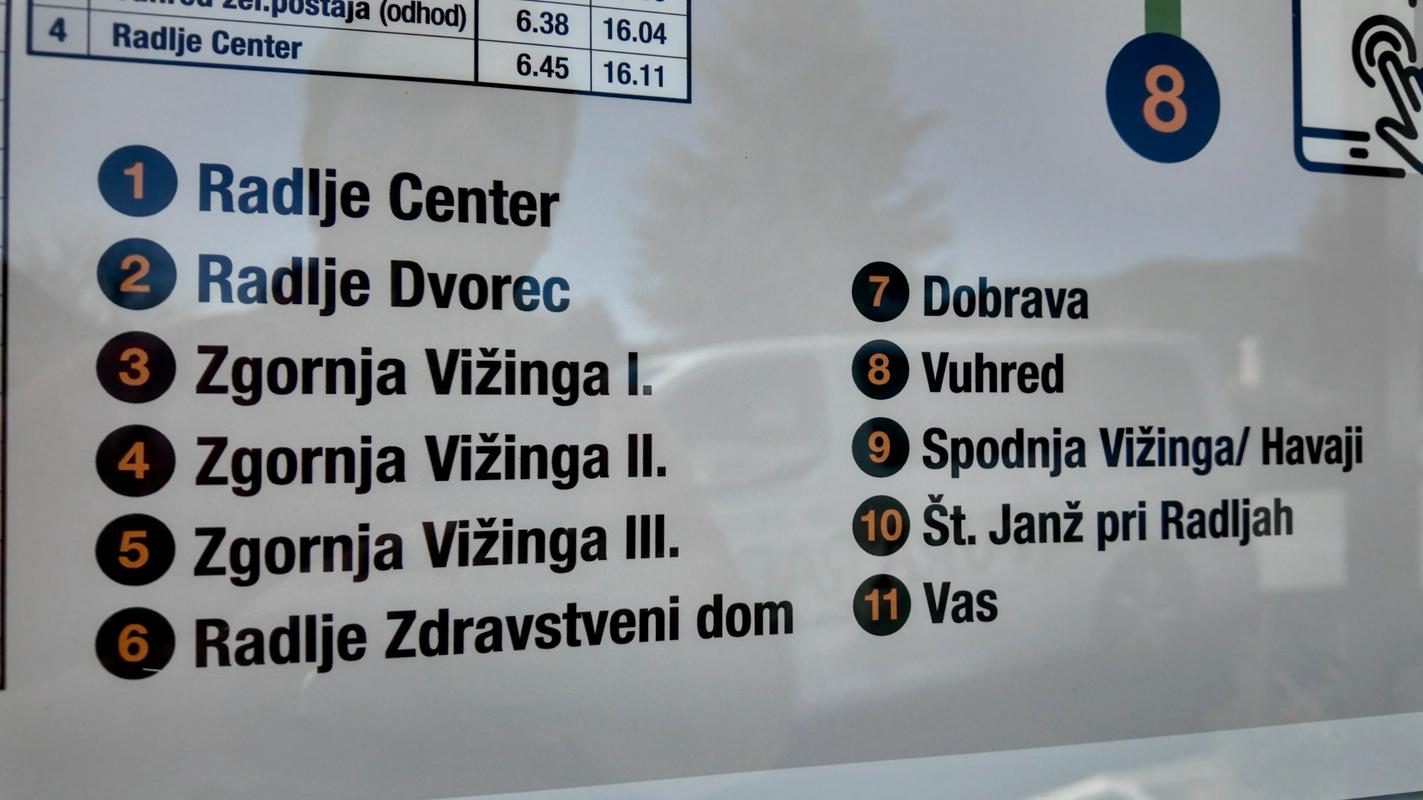 žel.postaja (odhod) 6.38 16.04
4 Radlje Center 6.45 16.11
8
1 Radlje Center
2 Radlje Dvorec
3 Zgornja Vižinga I.
4 Zgornja Vižinga II.
5 Zgornja Vižinga III.
6 Radlje Zdravstveni dom
7 Dobrava
8 Vuhred
9 Spodnja Vižinga/ Havaji
10 Št. Janž pri Radljah
11 Vas